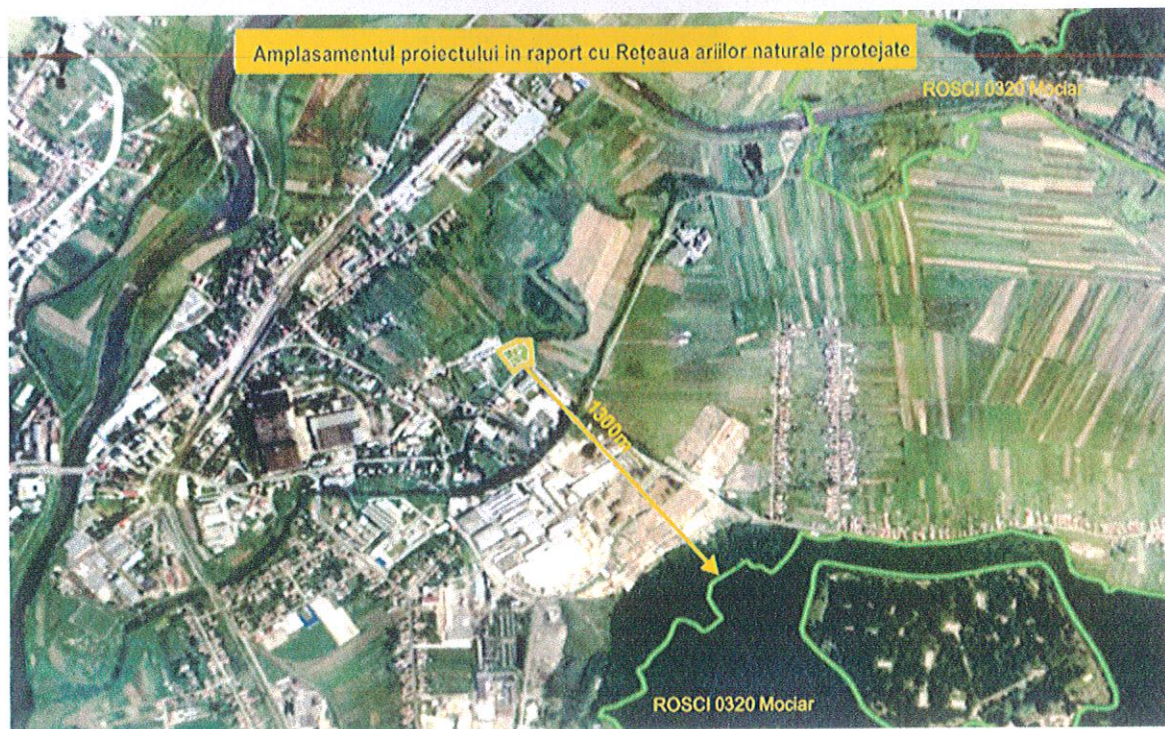 Amplasamentul proiectului in raport cu Rețeaua ariilor naturale protejate
ROSCI 0320 Mociar
1300m
ROSCI 0320 Mociar